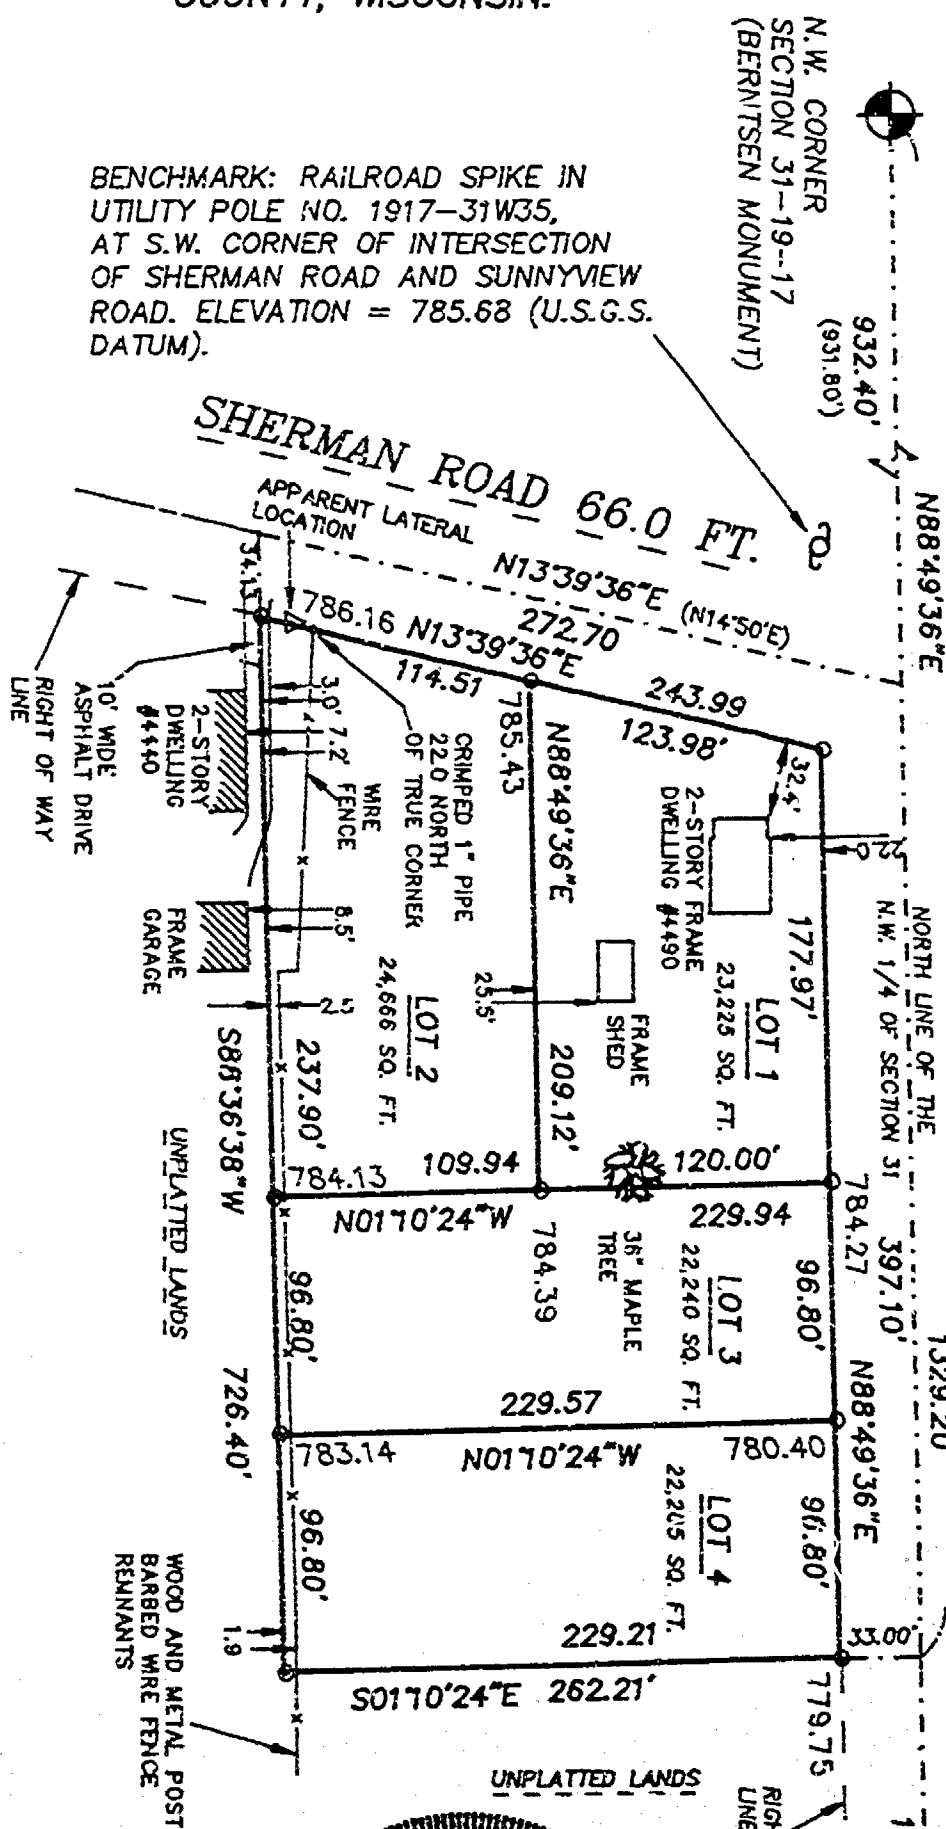 COUNTY, WISCONSIN.
N.W. CORNER
SECTION 31-19-17
(BERNTSEN MONUMENT)
932.40'
(931.80')
N88°49'36"E
BENCHMARK: RAILROAD SPIKE IN
UTILITY POLE NO. 1917-31W35,
AT S.W. CORNER OF INTERSECTION
OF SHERMAN ROAD AND SUNNYVIEW
ROAD. ELEVATION = 785.68 (U.S.G.S.
DATUM).
SHERMAN ROAD 66.0 FT.
APPARENT LATERAL
LOCATION
N13°39'36"E (N14°50'E)
272.70
243.99
34.13
786.16
N13°39'36"E
114.51
123.98'
785.43
N88°49'36"E
32.4'
22.0
RIGHT OF WAY
LINE
10' WIDE
ASPHALT DRIVE
2-STORY
DWELLING
#4440
3.0'
7.2'
WIRE
FENCE
CRIMPED 1" PIPE
22.0 NORTH
OF TRUE CORNER
2-STORY FRAME
DWELLING #4490
177.97'
NORTH LINE OF THE
N.W. 1/4 OF SECTION 31
397.10'
1329.20
FRAME
GARAGE
8.5'
2.5
LOT 2
24,666 SQ. FT.
25.5'
FRAME
SHED
LOT 1
23,225 SQ. FT.
209.12'
237.90'
S88°36'38"W
UNPLATTED LANDS
784.13
109.94
120.00'
N01°10'24"W
229.94
784.27
784.39
36" MAPLE
TREE
LOT 3
22,240 SQ. FT.
96.80'
96.80'
726.40'
229.57
783.14
N01°10'24"W
780.40
N88°49'36"E
LOT 4
22,205 SQ. FT.
96.80'
96.80'
1.9
229.21
33.00'
S01°10'24"E 262.21'
779.75
WOOD AND METAL POST
BARBED WIRE FENCE
REMNANTS
UNPLATTED LANDS
LINE